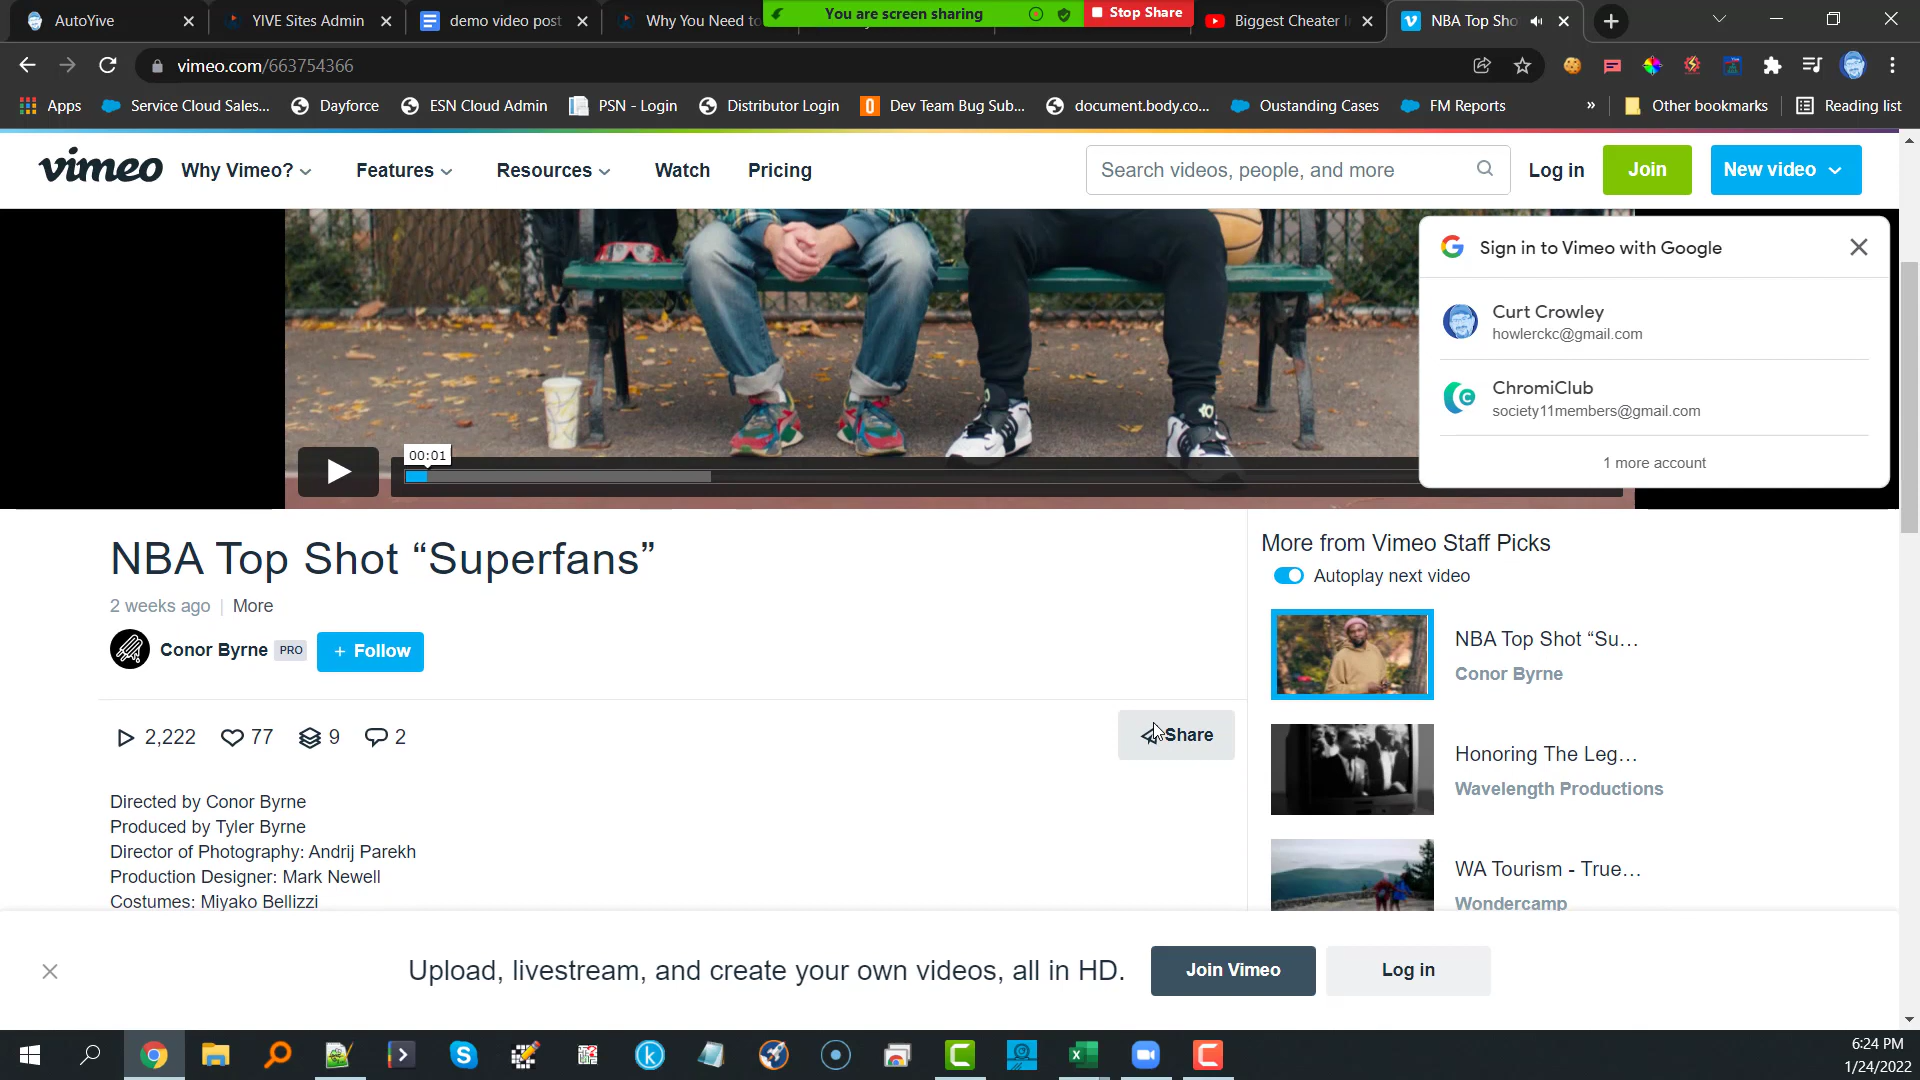 AutoYive
YIVE Sites Admin
demo video post
Why You Need to
You are screen sharing
Stop Share
Biggest Cheater I
NBA Top Sho
vimeo.com/663754366
Apps
Service Cloud Sales...
Dayforce
ESN Cloud Admin
PSN - Login
Distributor Login
Dev Team Bug Sub...
document.body.co...
Oustanding Cases
FM Reports
»
Other bookmarks
Reading list
vimeo
Why Vimeo?
Features
Resources
Watch
Pricing
Search videos, people, and more
Log in
Join
New video
Sign in to Vimeo with Google
Curt Crowley
howlerckc@gmail.com
ChromiClub
society11members@gmail.com
1 more account
00:01
NBA Top Shot “Superfans”
2 weeks ago | More
Conor Byrne PRO
+ Follow
2,222
77
9
2
Share
Directed by Conor Byrne
Produced by Tyler Byrne
Director of Photography: Andrij Parekh
Production Designer: Mark Newell
Costumes: Miyako Bellizzi
More from Vimeo Staff Picks
Autoplay next video
NBA Top Shot “Su...
Conor Byrne
Honoring The Leg...
Wavelength Productions
WA Tourism - True...
Wondercamp
Upload, livestream, and create your own videos, all in HD.
Join Vimeo
Log in
6:24 PM
1/24/2022